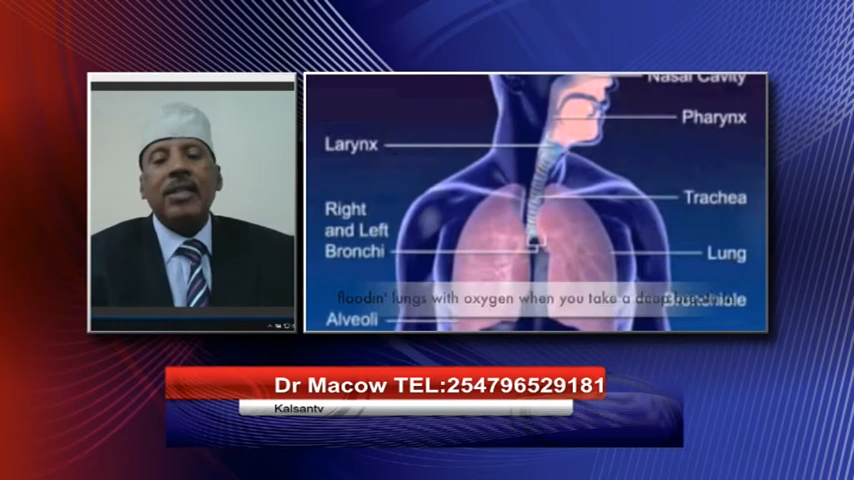 Nasal Cavity
Pharynx
Larynx
Trachea
Right
and Left
Bronchi
Lung
floodin' lungs with oxygen when you take a deep
Bronchiole
Alveoli
Dr Macow TEL:254796529181
Kalsantv